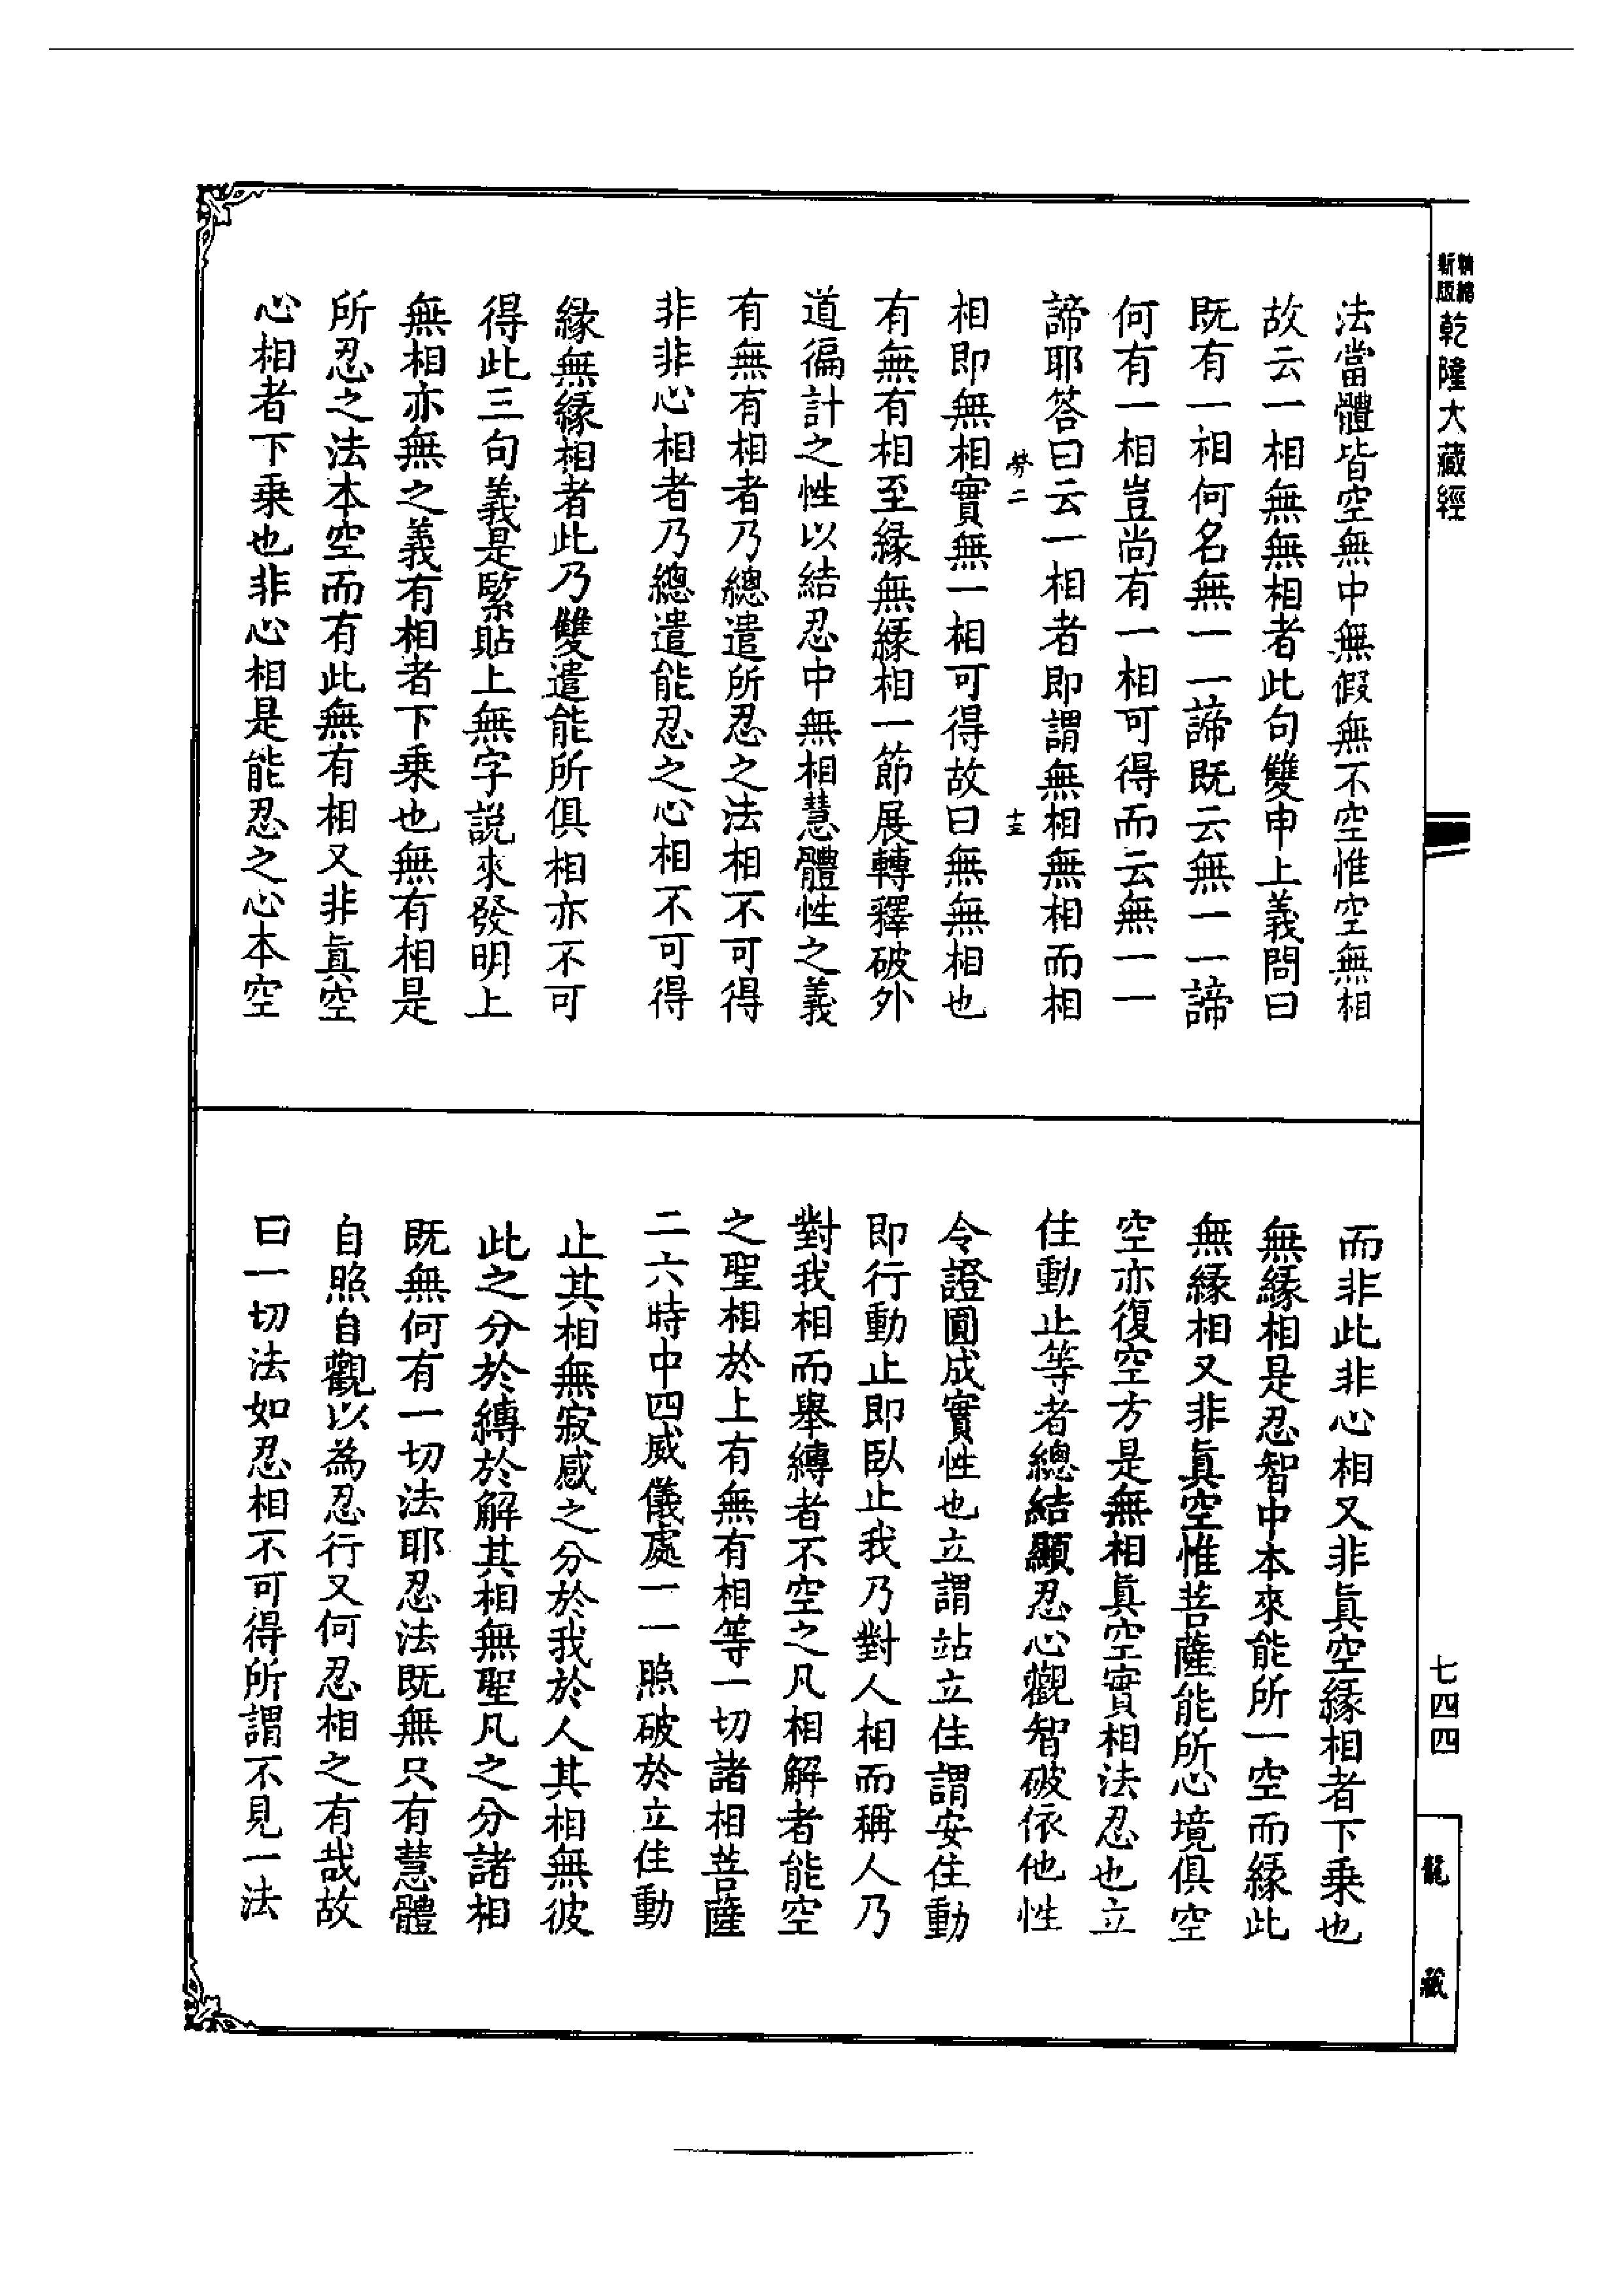 新編縮版
乾隆大藏經
法當體皆空無中無假無不空惟空無相
故云一相無無相者此句雙申上義問曰
既有一相何名無一一諦既云無一一諦
何有一相豈尚有一相可得而云無一一
諦耶答曰云一相者即謂無相無相而相
勞二
十五
相即無相實無一相可得故曰無無相也
有無有相至緣無緣相一節展轉釋破外
道徧計之性以結忍中無相慧體性之義
有無有相者乃總遣所忍之法相不可得
非非心相者乃總遣能忍之心相不可得
緣無緣相者此乃雙遣能所俱相亦不可
得此三句義是緊貼上無字說來發明上
無相亦無之義有相者下乗也無有相是
所忍之法本空而有此無有相又非眞空
心相者下乗也非心相是能忍之心本空
而非此非心相又非眞空緣相者下乗也
無緣相是忍智中本來能所一空而緣此
無緣相又非眞空惟菩薩能所心境俱空
空亦復空方是無相眞空實相法忍也立
住動止等者總結顯忍心觀智破依他性
令證圓成實性也立謂站立住謂安住動
即行動止即臥止我乃對人相而稱人乃
對我相而舉縛者不空之凡相解者能空
之聖相於上有無有相等一切諸相菩薩
二六時中四威儀處一一照破於立住動
止其相無寂感之分於我於人其相無彼
此之分於縛於解其相無聖凡之分諸相
既無何有一切法耶忍法既無只有慧體
自照自觀以為忍行又何忍相之有哉故
曰一切法如忍相不可得所謂不見一法
七四四
龍藏